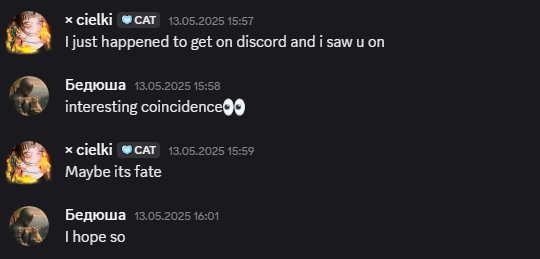 × cielki CAT 13.05.2025 15:57
I just happened to get on discord and i saw u on
Бедюша 13.05.2025 15:58
interesting coincidence👀
× cielki CAT 13.05.2025 15:59
Maybe its fate
Бедюша 13.05.2025 16:01
I hope so